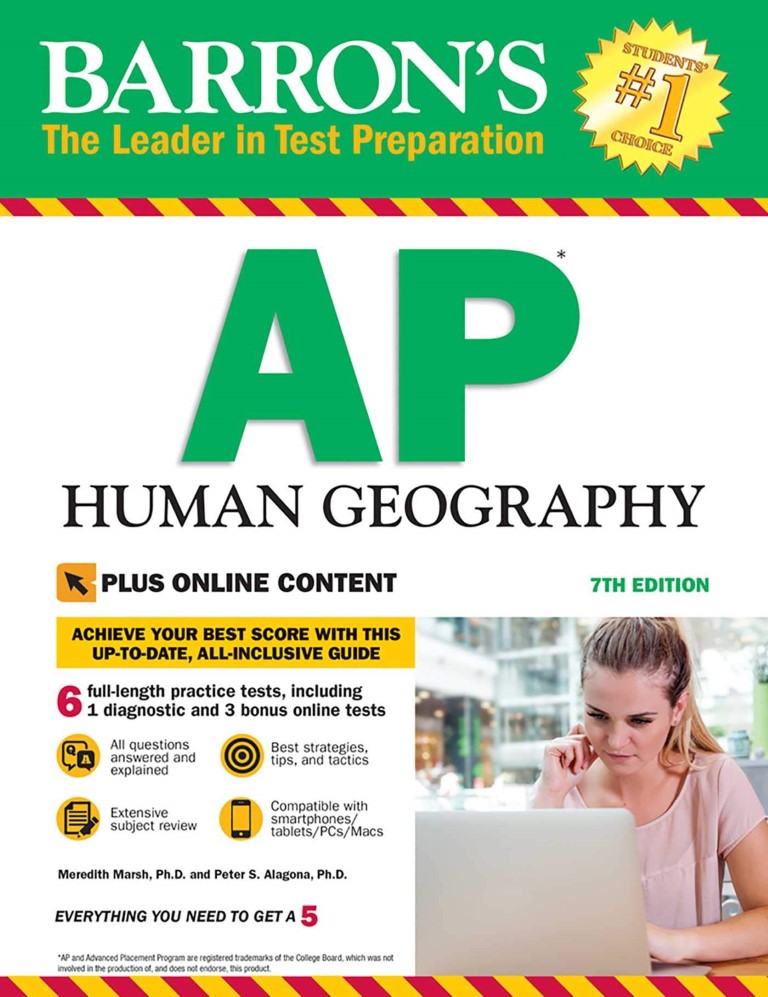 BARRON'S
The Leader in Test Preparation
STUDENTS'
#1
CHOICE
AP*
HUMAN GEOGRAPHY
PLUS ONLINE CONTENT
7TH EDITION
ACHIEVE YOUR BEST SCORE WITH THIS
UP-TO-DATE, ALL-INCLUSIVE GUIDE
6 full-length practice tests, including
1 diagnostic and 3 bonus online tests
Q A
All questions
answered and
explained
Best strategies,
tips, and tactics
Extensive
subject review
Compatible with
smartphones/
tablets/PCs/Macs
Meredith Marsh, Ph.D. and Peter S. Alagona, Ph.D.
EVERYTHING YOU NEED TO GET A 5
*AP and Advanced Placement Program are registered trademarks of the College Board, which was not
involved in the production of, and does not endorse, this product.